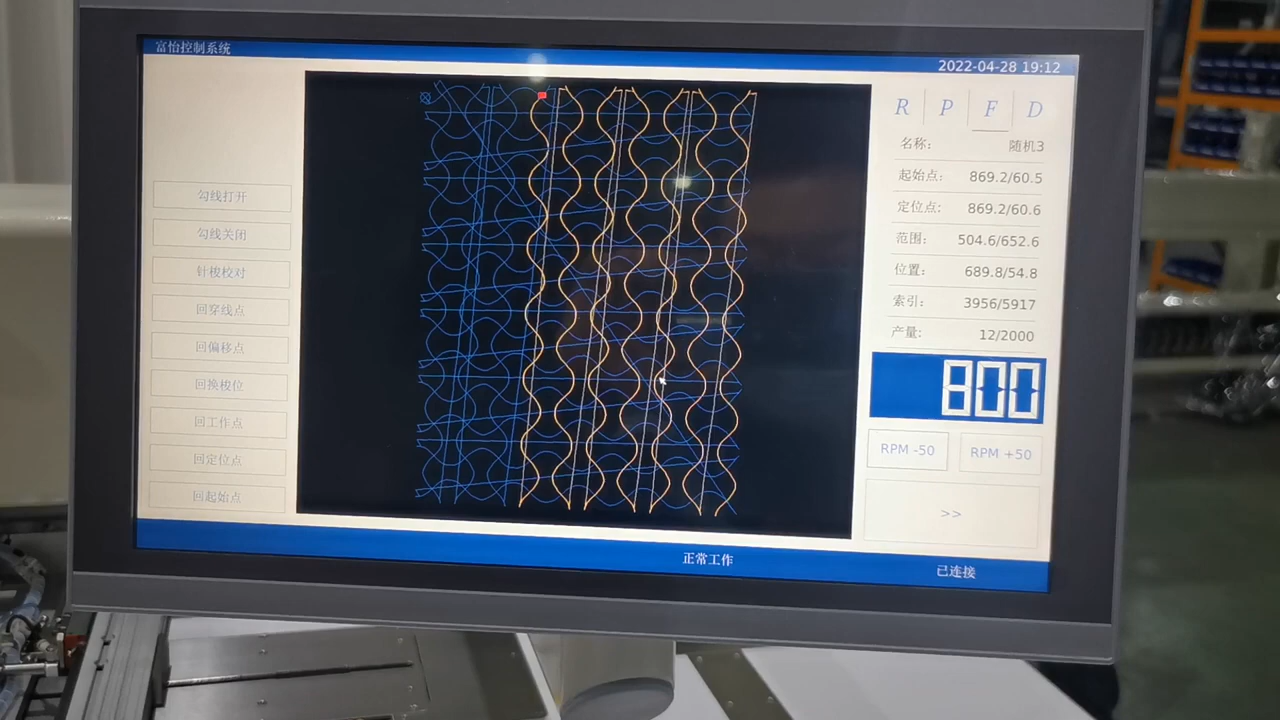 富怡控制系统
2022-04-28 19:12
勾线打开
勾线关闭
针梭校对
回穿线点
回偏移点
回换梭位
回工作点
回定位点
回起始点
R P F D
名称: 随机3
起始点: 869.2/60.5
定位点: 869.2/60.6
范围: 504.6/652.6
位置: 689.8/54.8
索引: 3956/5917
产量: 12/2000
800
RPM -50 RPM +50
>>
正常工作
已连接